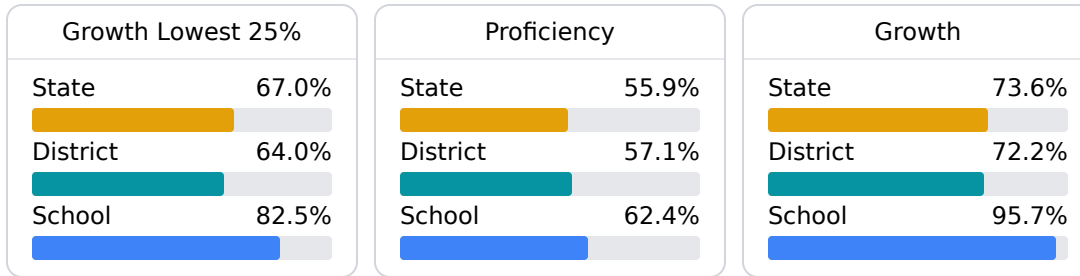 Growth Lowest 25%
State 67.0%
District 64.0%
School 82.5%
Proficiency
State 55.9%
District 57.1%
School 62.4%
Growth
State 73.6%
District 72.2%
School 95.7%